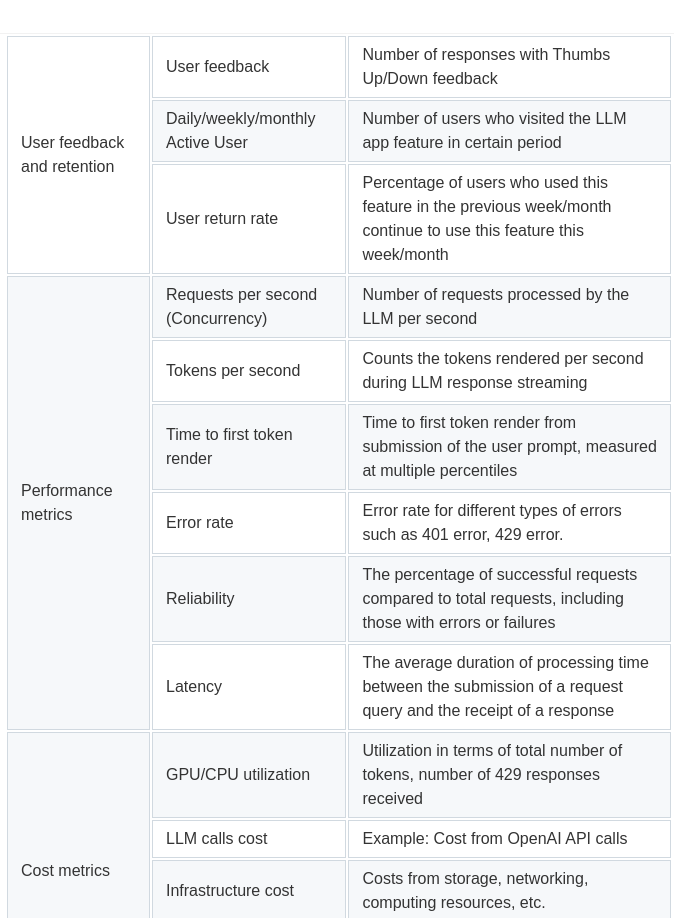 User feedback
and retention
User feedback
Number of responses with Thumbs
Up/Down feedback
Daily/weekly/monthly
Active User
Number of users who visited the LLM
app feature in certain period
User return rate
Percentage of users who used this
feature in the previous week/month
continue to use this feature this
week/month
Performance
metrics
Requests per second
(Concurrency)
Number of requests processed by the
LLM per second
Tokens per second
Counts the tokens rendered per second
during LLM response streaming
Time to first token
render
Time to first token render from
submission of the user prompt, measured
at multiple percentiles
Error rate
Error rate for different types of errors
such as 401 error, 429 error.
Reliability
The percentage of successful requests
compared to total requests, including
those with errors or failures
Latency
The average duration of processing time
between the submission of a request
query and the receipt of a response
Cost metrics
GPU/CPU utilization
Utilization in terms of total number of
tokens, number of 429 responses
received
LLM calls cost
Example: Cost from OpenAI API calls
Infrastructure cost
Costs from storage, networking,
computing resources, etc.